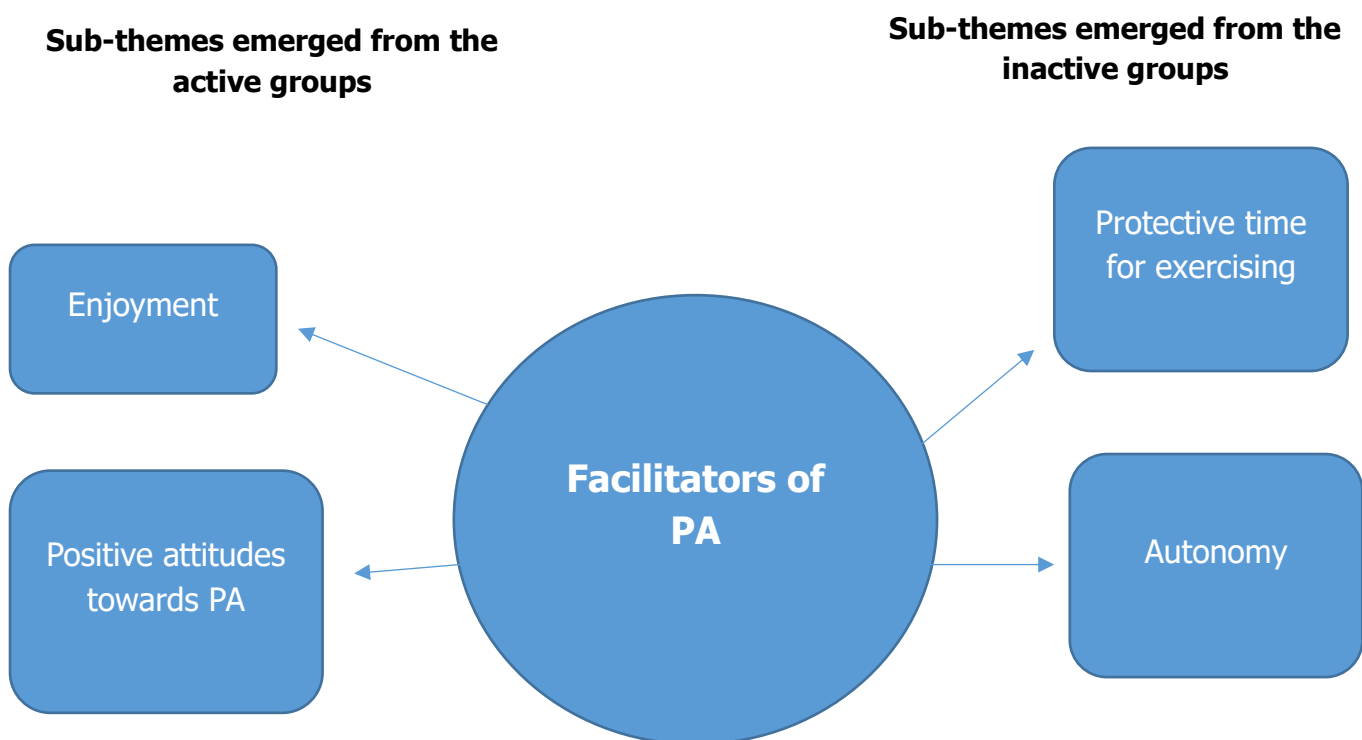 Sub-themes emerged from the
active groups
Sub-themes emerged from the
inactive groups
Enjoyment
Positive attitudes
towards PA
Facilitators of
PA
Protective time
for exercising
Autonomy